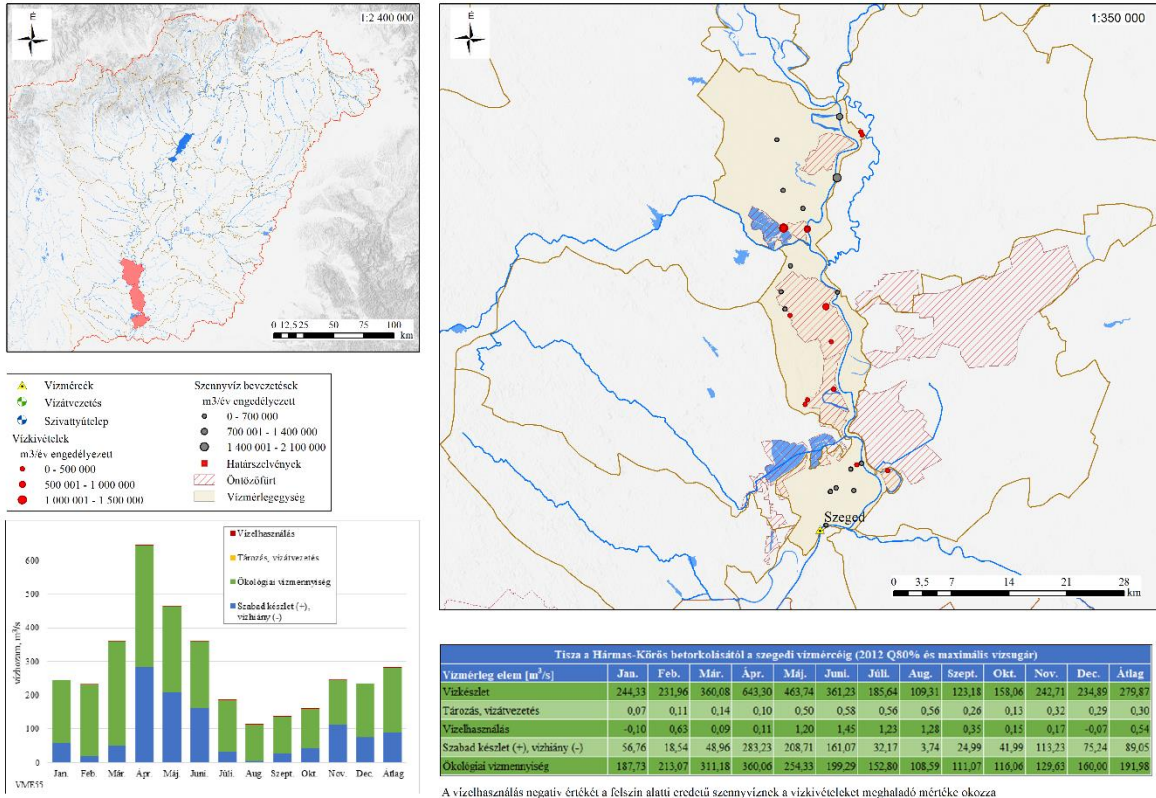 É
1:2 400 000
0 12,5 25 50 75 100
km
É
1:350 000
Szeged
0 3,5 7 14 21 28
km
Vízmércék
Vízátvezetés
Szivattyútelep
Vízkivételek
m3/év engedélyezett
0 - 500 000
500 001 - 1 000 000
1 000 001 - 1 500 000
Szennyvíz bevezetések
m3/év engedélyezett
0 - 700 000
700 001 - 1 400 000
1 400 001 - 2 100 000
Határszelvények
Öntözőfürt
Vízmérlegegység
Vízelhasználás
Tározás, vízátvezetés
Ökológiai vízmennyiség
Szabad készlet (+),
vízhiány (-)
vízhozam, m³/s
600
500
400
300
200
100
0
Jan. Feb. Már. Ápr. Máj. Juni. Júli. Aug. Szept. Okt. Nov. Dec. Átlag
VME55
Tisza a Hármas-Körös betorkolásától a szegedi vízmércéig (2012 Q80% és maximális vízsugár)
Vízmérleg elem [m³/s] Jan. Feb. Már. Ápr. Máj. Juni. Júli. Aug. Szept. Okt. Nov. Dec. Átlag
Vízkészlet 244,33 231,96 360,08 643,30 463,74 361,23 185,64 109,31 123,18 158,06 242,71 234,89 279,87
Tározás, vízátvezetés 0,07 0,11 0,14 0,10 0,50 0,58 0,56 0,56 0,26 0,13 0,32 0,29 0,30
Vízelhasználás -0,10 0,63 0,09 0,11 1,20 1,45 1,23 1,28 0,35 0,15 0,17 -0,07 0,54
Szabad készlet (+), vízhiány (-) 56,76 18,54 48,96 283,23 208,71 161,07 32,17 3,74 24,99 41,99 113,23 75,24 89,05
Ökológiai vízmennyiség 187,73 213,07 311,18 360,06 254,33 199,29 152,80 108,59 111,07 116,06 129,63 160,00 191,98
A vízelhasználás negatív értékét a felszín alatti eredetű szennyvíznek a vízkivételeket meghaladó mértéke okozza